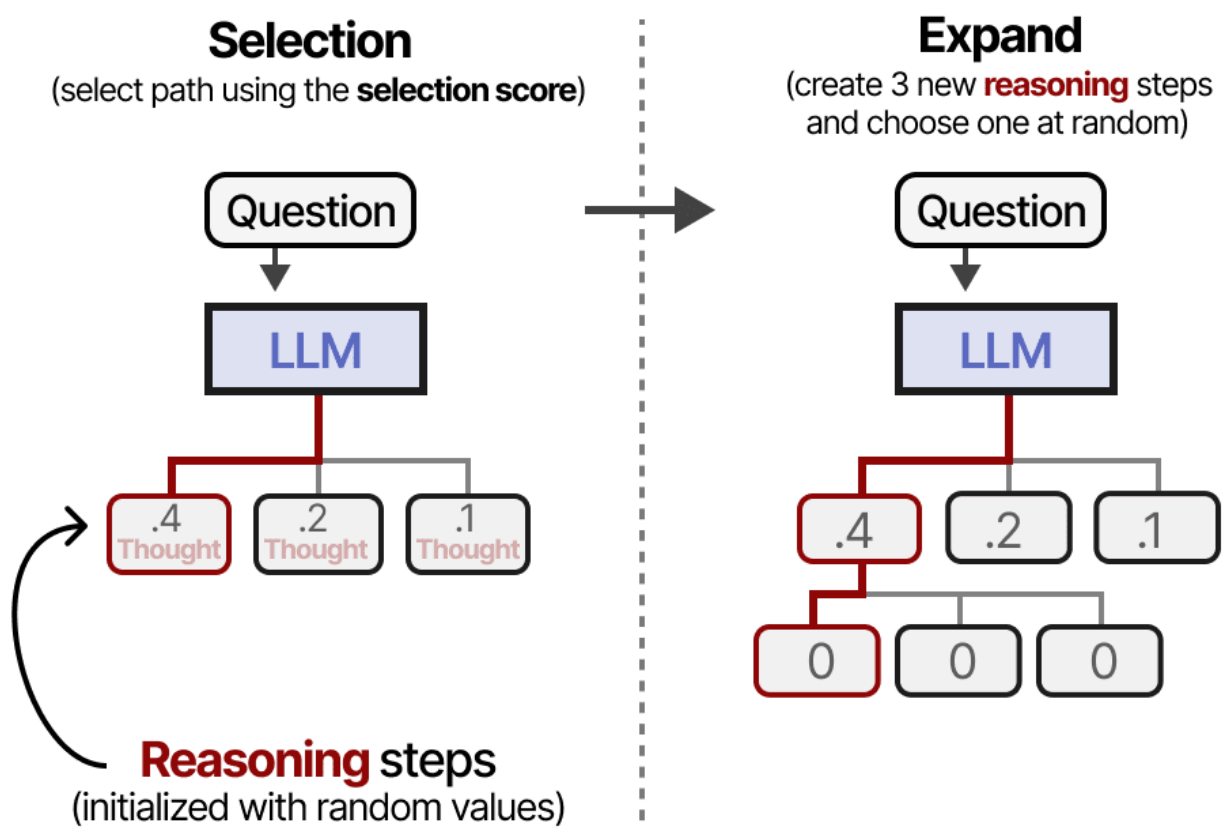 Selection
(select path using the selection score)
Question
LLM
.4
Thought
.2
Thought
.1
Thought
Reasoning steps
(initialized with random values)
Expand
(create 3 new reasoning steps
and choose one at random)
Question
LLM
.4
.2
.1
0
0
0